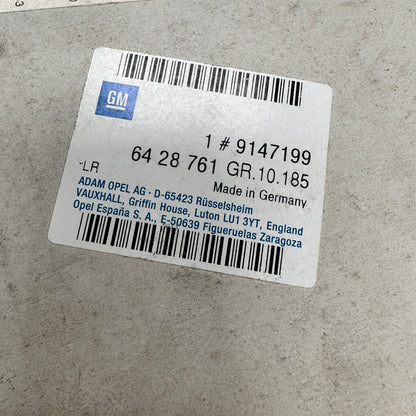 GM
1 # 9147199
64 28 761 GR.10.185
-LR
Made in Germany
ADAM OPEL AG · D-65423 Rüsselsheim
VAUXHALL, Griffin House, Luton LU1 3YT, England
Opel España S. A., E-50639 Figueruelas Zaragoza